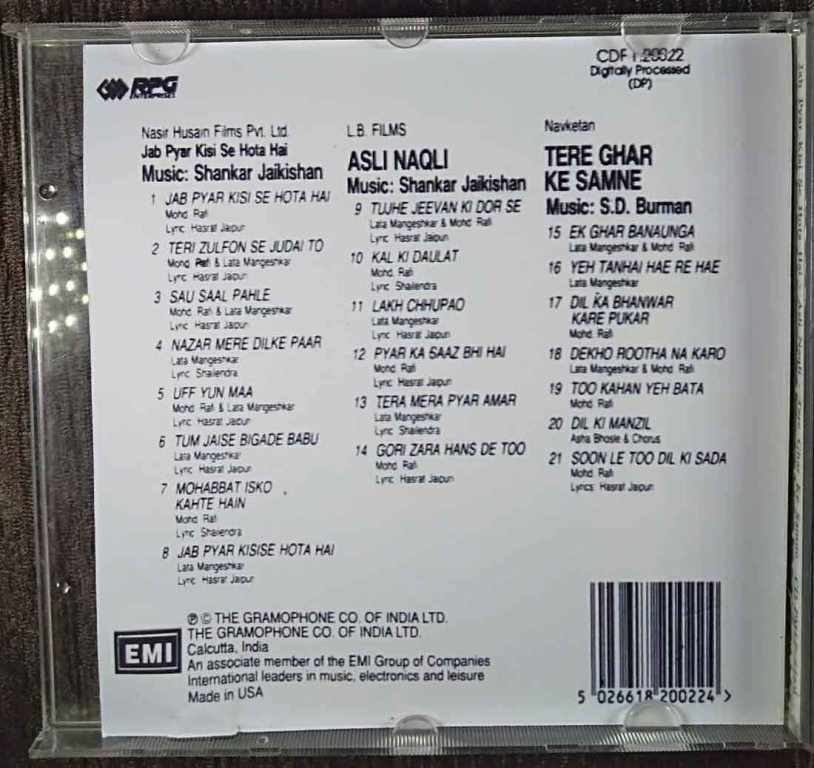 RPG
ENTERPRISES
CDF 1.20022
Digitally Processed
(DP)
Nasir Husain Films Pvt. Ltd.
Jab Pyar Kisi Se Hota Hai
Music: Shankar Jaikishan
1 JAB PYAR KISI SE HOTA HAI
Mohd Rafi
Lyric Hasrat Jaipuri
2 TERI ZULFON SE JUDAI TO
Mohd Rafi & Lata Mangeshkar
Lyric Hasrat Jaipuri
3 SAU SAAL PAHLE
Mohd Rafi & Lata Mangeshkar
Lyric Hasrat Jaipuri
4 NAZAR MERE DILKE PAAR
Lata Mangeshkar
Lyric Shailendra
5 UFF YUN MAA
Mohd Rafi & Lata Mangeshkar
Lyric Hasrat Jaipuri
6 TUM JAISE BIGADE BABU
Lata Mangeshkar
Lyric Hasrat Jaipuri
7 MOHABBAT ISKO
KAHTE HAIN
Mohd Rafi
Lyric Shailendra
8 JAB PYAR KISISE HOTA HAI
Lata Mangeshkar
Lyric Hasrat Jaipuri
L.B. FILMS
ASLI NAQLI
Music: Shankar Jaikishan
9 TUJHE JEEVAN KI DOR SE
Lata Mangeshkar & Mohd Rafi
Lyric Hasrat Jaipuri
10 KAL KI DAULAT
Mohd Rafi
Lyric Shailendra
11 LAKH CHHUPAO
Lata Mangeshkar
Lyric Hasrat Jaipuri
12 PYAR KA SAAZ BHI HAI
Mohd Rafi
Lyric Hasrat Jaipuri
13 TERA MERA PYAR AMAR
Lata Mangeshkar
Lyric Shailendra
14 GORI ZARA HANS DE TOO
Mohd Rafi
Lyric Hasrat Jaipuri
Navketan
TERE GHAR
KE SAMNE
Music: S.D. Burman
15 EK GHAR BANAUNGA
Lata Mangeshkar & Mohd Rafi
16 YEH TANHAI HAE RE HAE
Lata Mangeshkar
17 DIL KA BHANWAR
KARE PUKAR
Mohd Rafi
18 DEKHO ROOTHA NA KARO
Lata Mangeshkar & Mohd Rafi
19 TOO KAHAN YEH BATA
Mohd Rafi
20 DIL KI MANZIL
Asha Bhosle & Chorus
21 SOON LE TOO DIL KI SADA
Mohd Rafi
Lyrics: Hasrat Jaipuri
EMI
℗ © THE GRAMOPHONE CO. OF INDIA LTD.
THE GRAMOPHONE CO. OF INDIA LTD.
Calcutta, India
An associate member of the EMI Group of Companies
International leaders in music, electronics and leisure
Made in USA
5 026618 200224 >